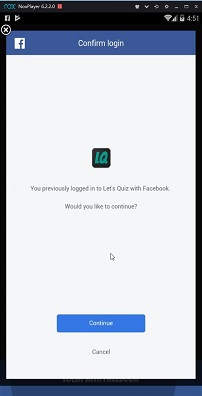 nox NoxPlayer 6.2.2.0
4:51
f Confirm login
LQ
You previously logged in to Let's Quiz with Facebook.
Would you like to continue?
Continue
Cancel